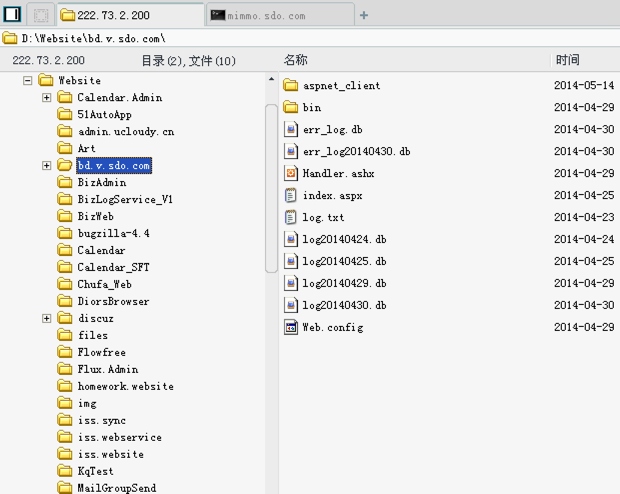 222.73.2.200
mimmo.sdo.com
D:\Website\bd.v.sdo.com\
222.73.2.200 目录(2),文件(10)
名称 时间
Website
Calendar.Admin
51AutoApp
admin.ucloudy.cn
Art
bd.v.sdo.com
BizAdmin
BizLogService_V1
BizWeb
bugzilla-4.4
Calendar
Calendar_SFT
Chufa_Web
DiorsBrowser
discuz
files
Flowfree
Flux.Admin
homework.website
img
iss.sync
iss.webservice
iss.website
KqTest
MailGroupSend
aspnet_client 2014-05-14
bin 2014-04-29
err_log.db 2014-04-30
err_log20140430.db 2014-04-30
Handler.ashx 2014-04-29
index.aspx 2014-04-25
log.txt 2014-04-23
log20140424.db 2014-04-24
log20140425.db 2014-04-25
log20140429.db 2014-04-29
log20140430.db 2014-04-30
Web.config 2014-04-29